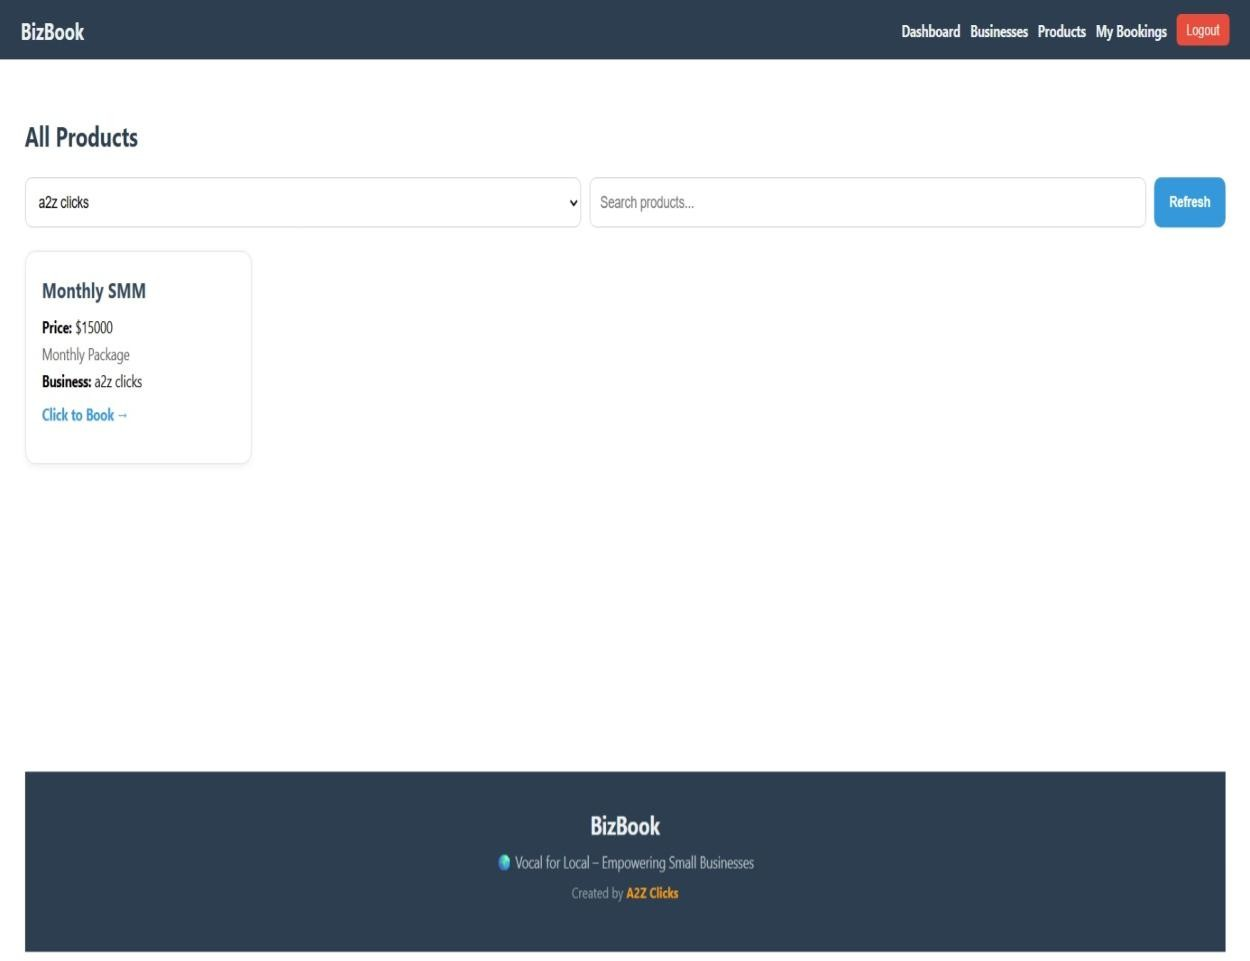 BizBook
Dashboard Businesses Products My Bookings Logout
All Products
a2z clicks
Search products...
Refresh
Monthly SMM
Price: $15000
Monthly Package
Business: a2z clicks
Click to Book →
BizBook
Vocal for Local – Empowering Small Businesses
Created by A2Z Clicks